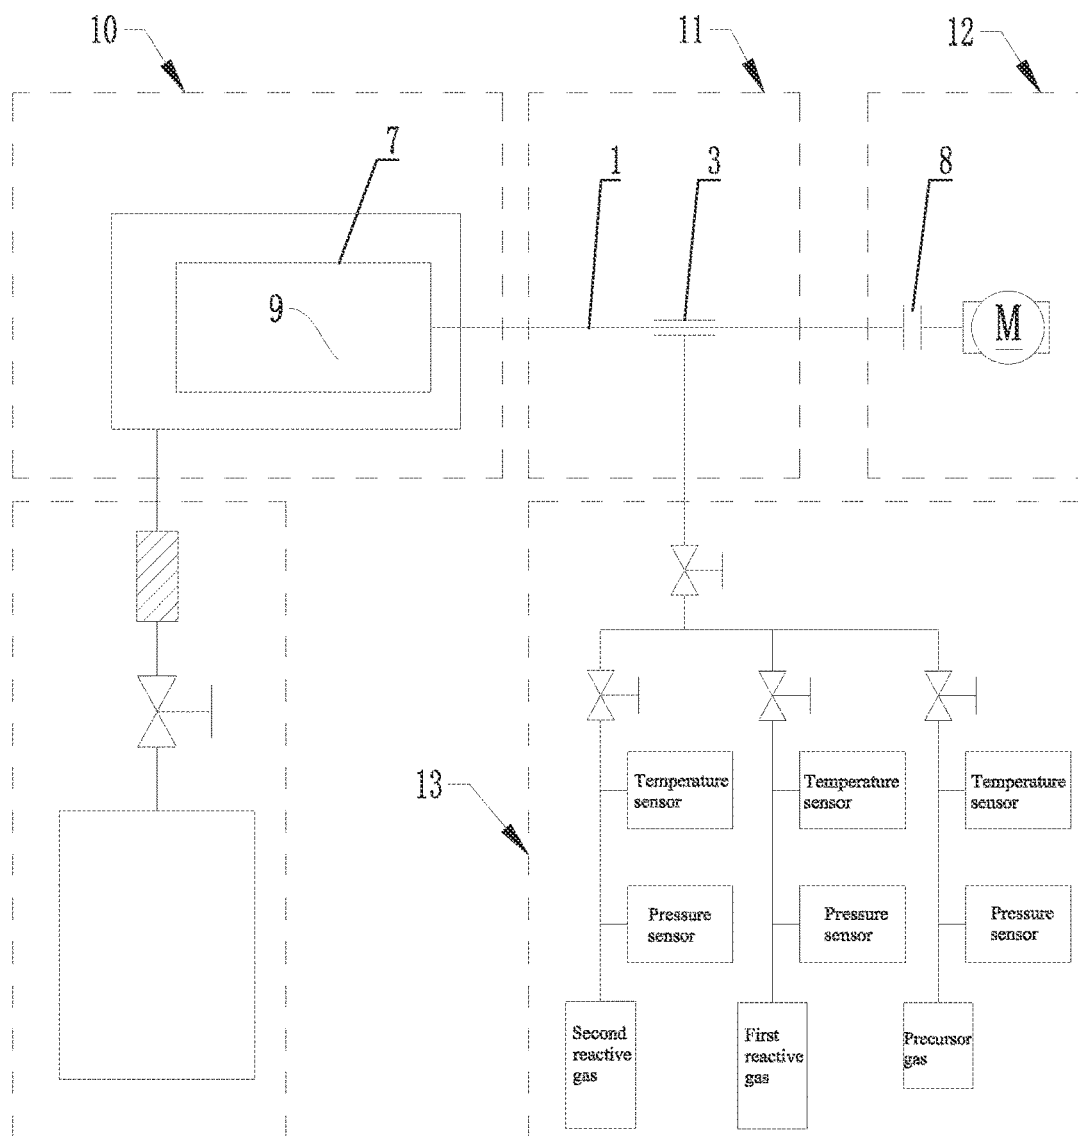 10
11
12
7
1
3
8
9
M
13
Temperature
sensor
Temperature
sensor
Temperature
sensor
Pressure
sensor
Pressure
sensor
Pressure
sensor
Second
reactive
gas
First
reactive
gas
Precursor
gas